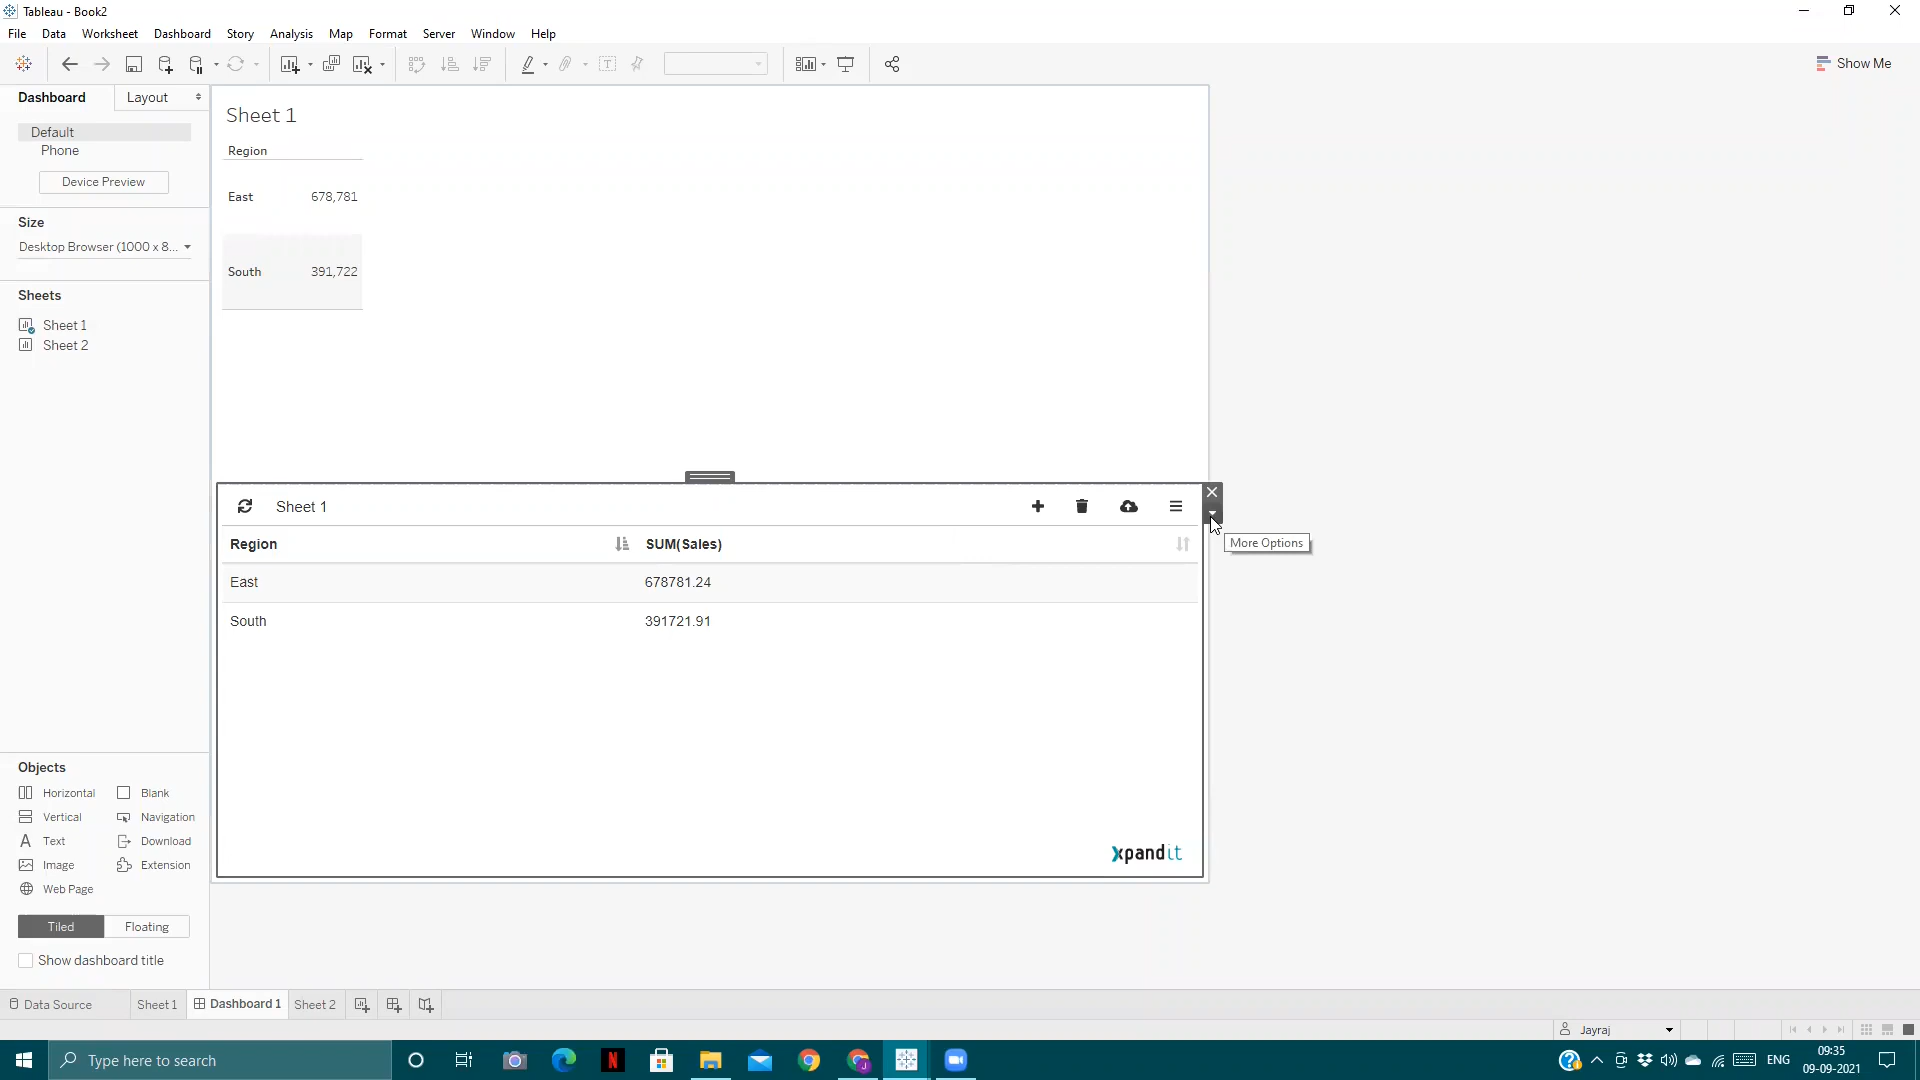 Tableau - Book2
File Data Worksheet Dashboard Story Analysis Map Format Server Window Help
Show Me
Dashboard Layout
Default
Phone
Device Preview
Size
Desktop Browser (1000 x 8...
Sheets
Sheet 1
Sheet 2
Objects
Horizontal Blank
Vertical Navigation
Text Download
Image Extension
Web Page
Tiled Floating
Show dashboard title
Sheet 1
Region
East 678,781
South 391,722
Sheet 1
More Options
Region SUM(Sales)
East 678781.24
South 391721.91
xpandit
Data Source Sheet 1 Dashboard 1 Sheet 2
Jayraj
Type here to search
ENG
09:35
09-09-2021